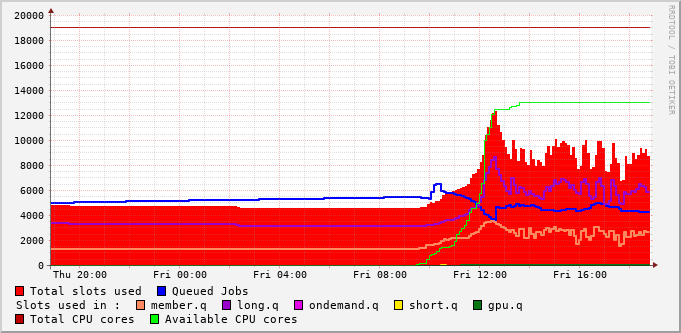 20000
18000
16000
14000
12000
10000
8000
6000
4000
2000
0
Thu 20:00 Fri 00:00 Fri 04:00 Fri 08:00 Fri 12:00 Fri 16:00
RRDTOOL / TOBI OETIKER
Total slots used Queued Jobs
Slots used in : member.q long.q ondemand.q short.q gpu.q
Total CPU cores Available CPU cores